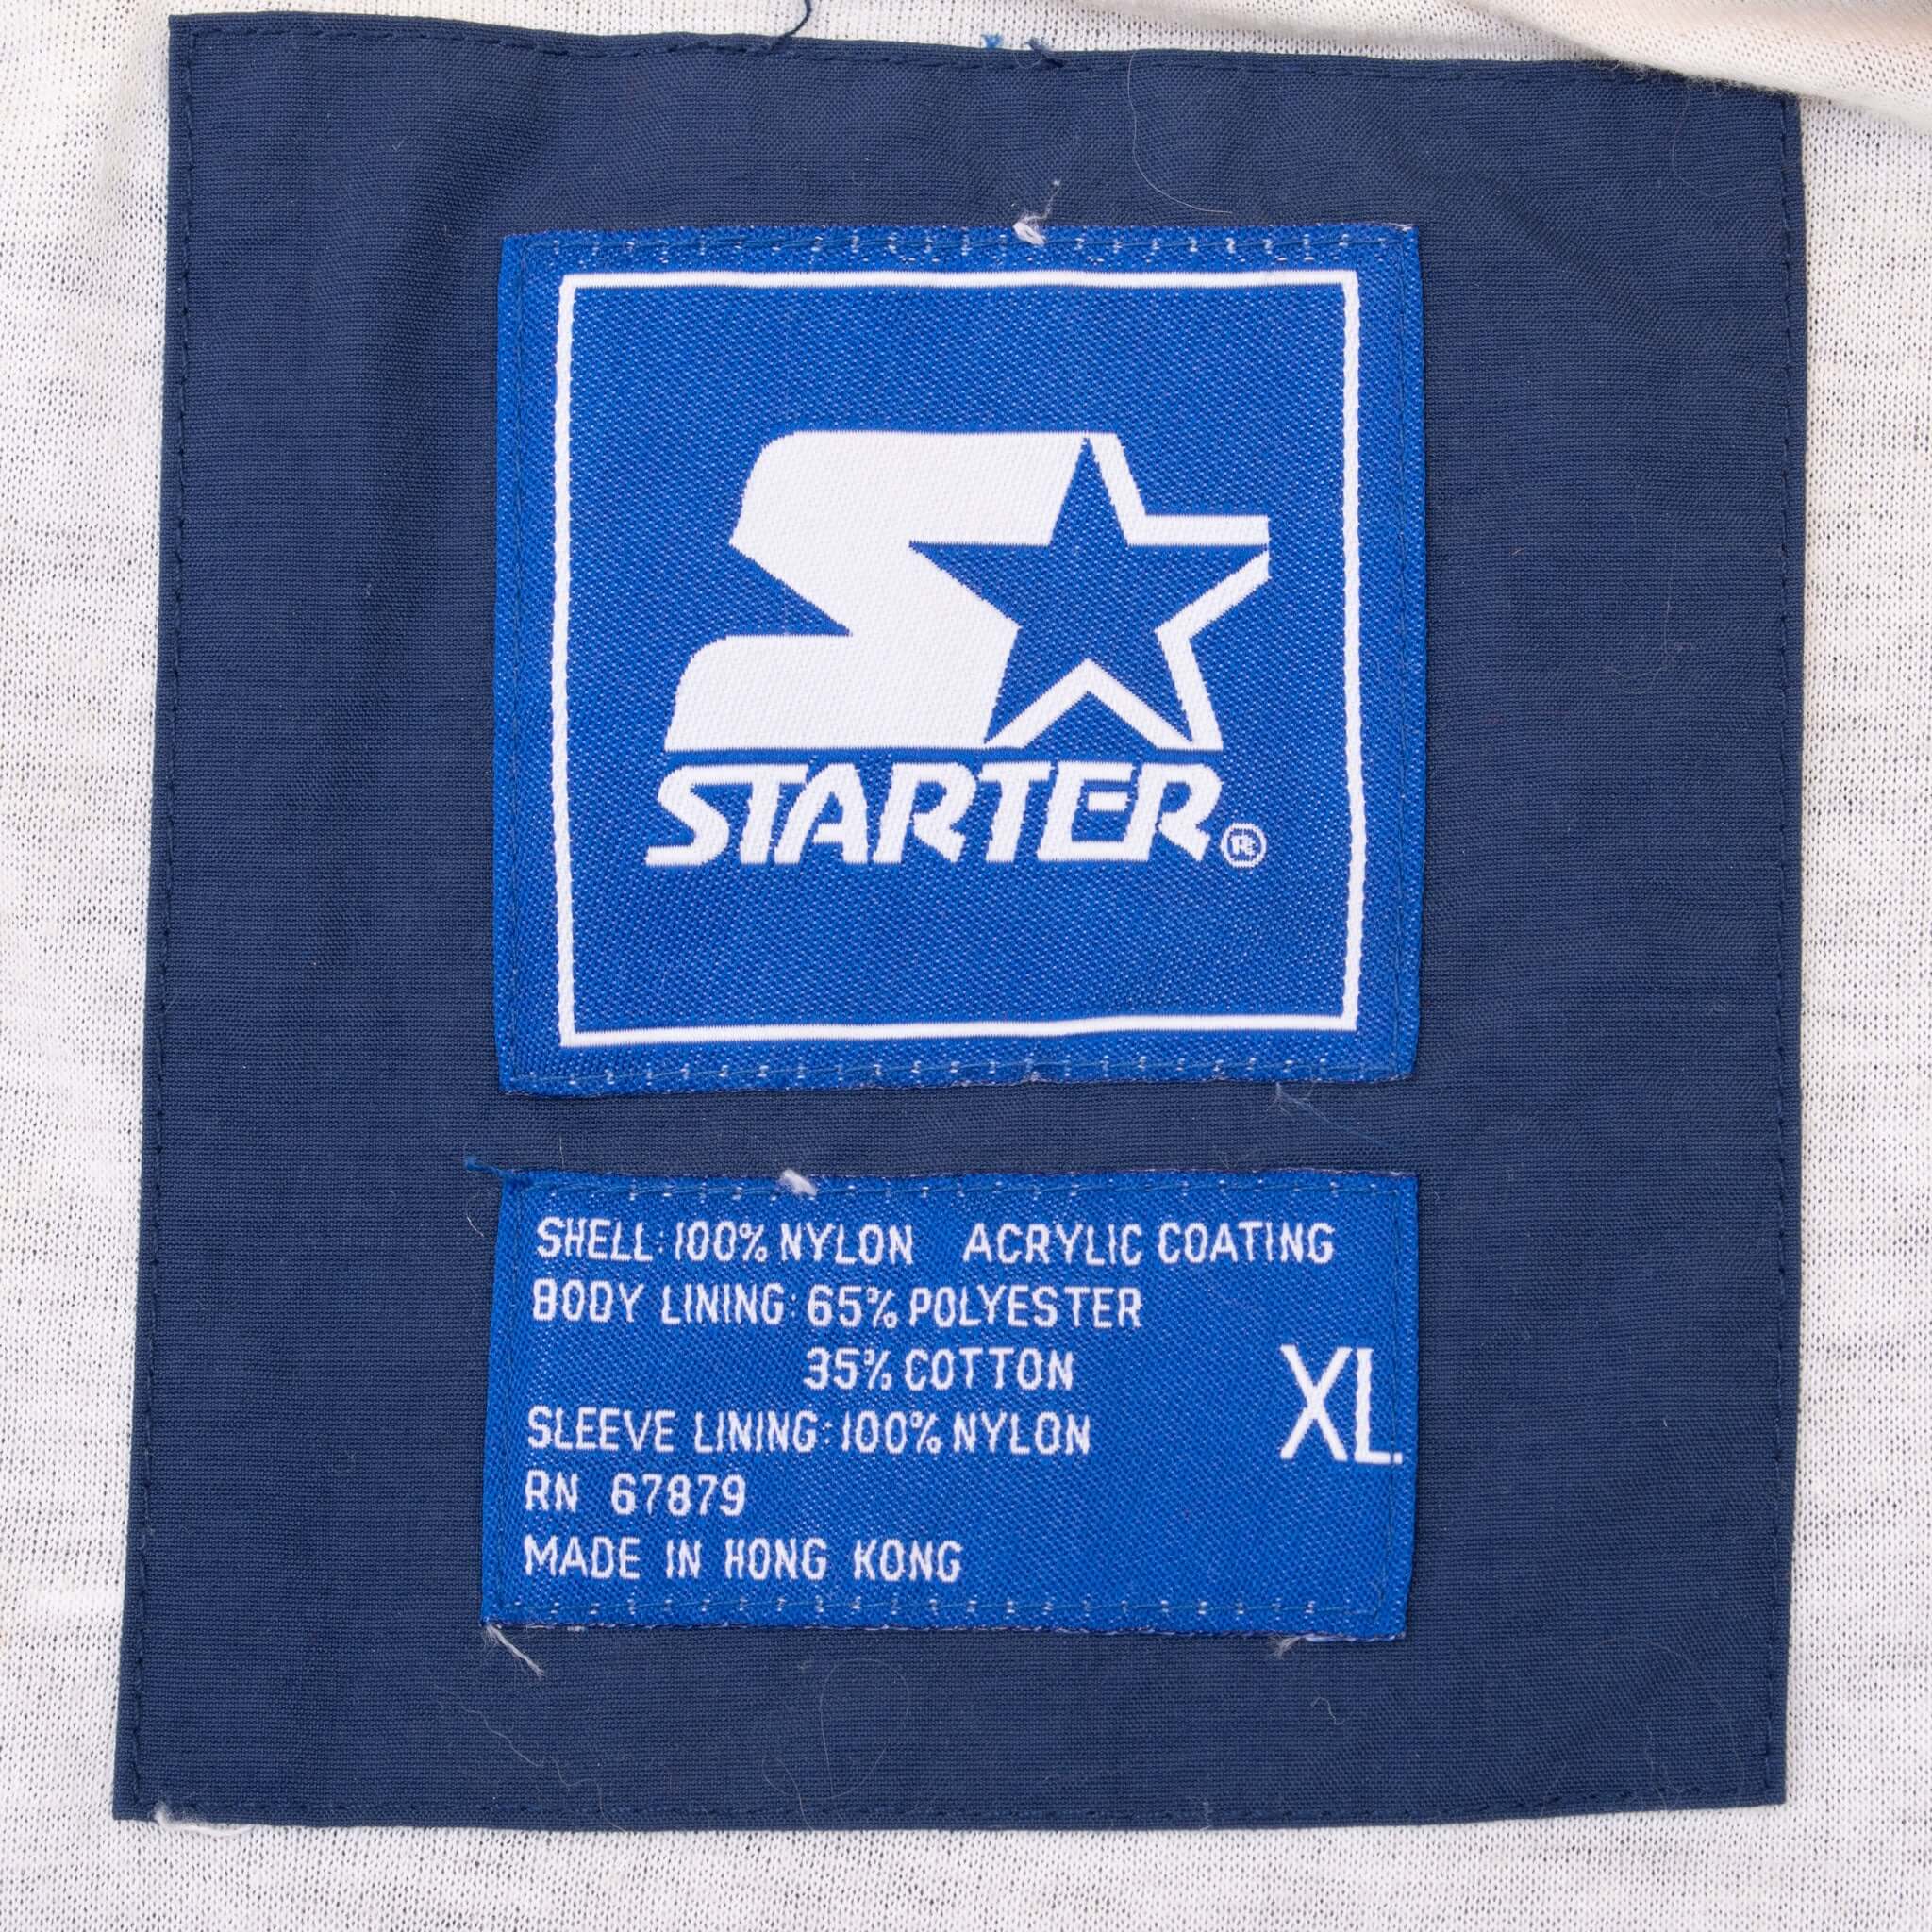 STARTER®
SHELL: 100% NYLON ACRYLIC COATING
BODY LINING: 65% POLYESTER
35% COTTON
XL.
SLEEVE LINING: 100% NYLON
RN 67879
MADE IN HONG KONG